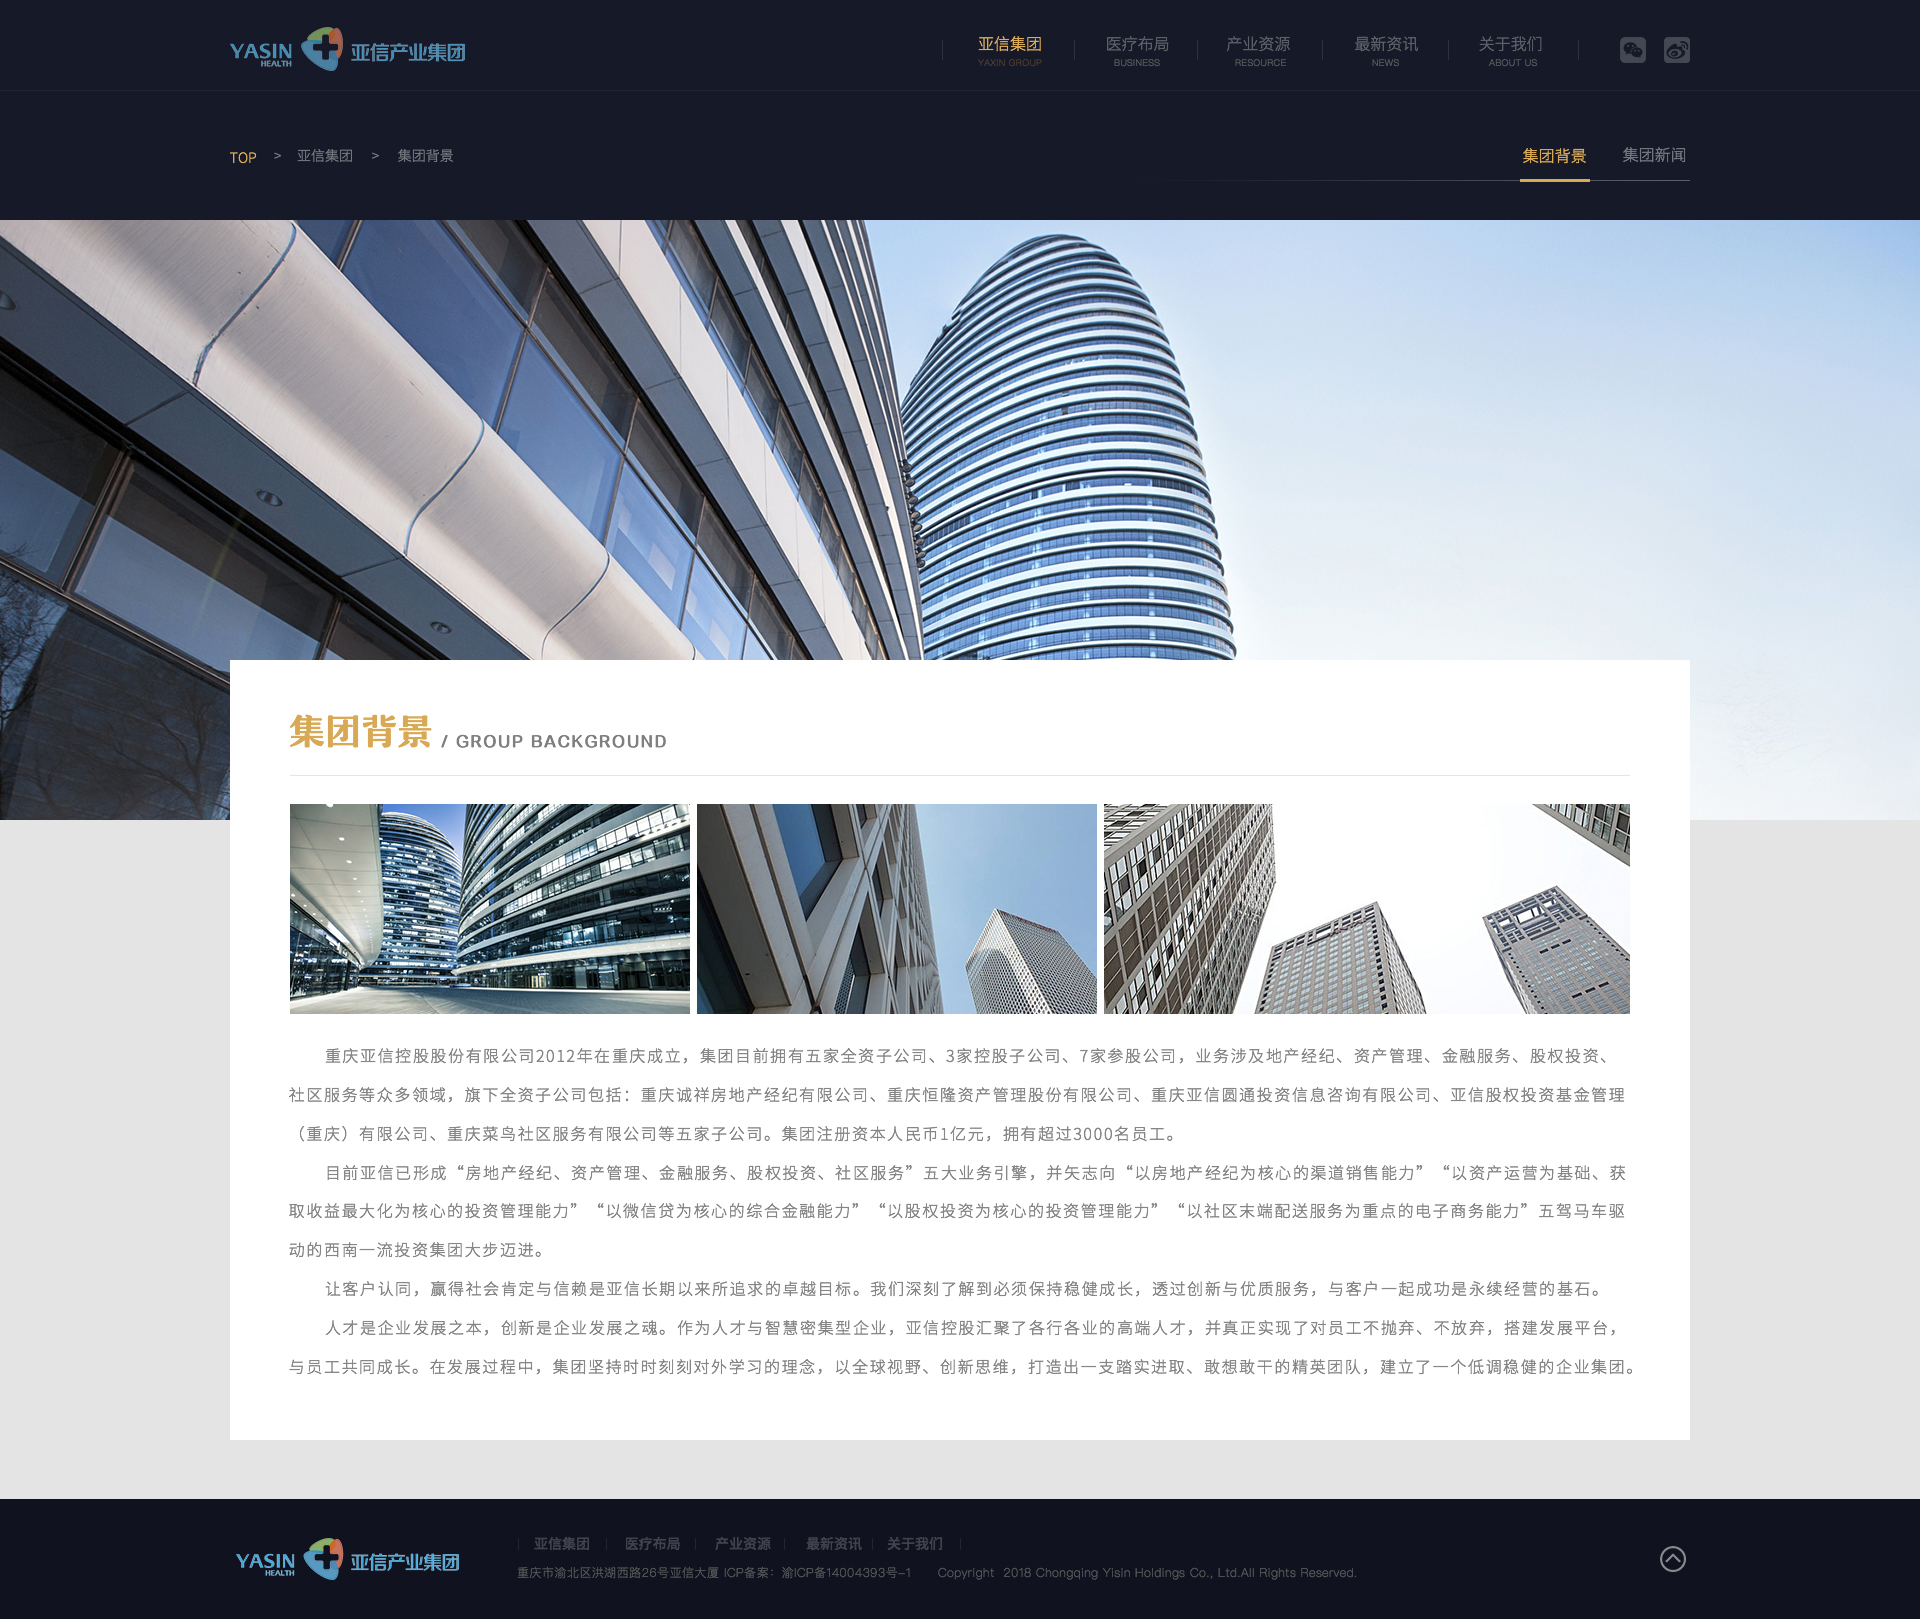 YASIN HEALTH 亚信产业集团
亚信集团 医疗布局 产业资源 最新资讯 关于我们
YAXIN GROUP BUSINESS RESOURCE NEWS ABOUT US
TOP > 亚信集团 > 集团背景
集团背景 集团新闻
集团背景 / GROUP BACKGROUND
重庆亚信控股股份有限公司2012年在重庆成立，集团目前拥有五家全资子公司、3家控股子公司、7家参股公司，业务涉及地产经纪、资产管理、金融服务、股权投资、
社区服务等众多领域，旗下全资子公司包括：重庆诚祥房地产经纪有限公司、重庆恒隆资产管理股份有限公司、重庆亚信圆通投资信息咨询有限公司、亚信股权投资基金管理
（重庆）有限公司、重庆菜鸟社区服务有限公司等五家子公司。集团注册资本人民币1亿元，拥有超过3000名员工。
目前亚信已形成“房地产经纪、资产管理、金融服务、股权投资、社区服务”五大业务引擎，并矢志向“以房地产经纪为核心的渠道销售能力”“以资产运营为基础、获
取收益最大化为核心的投资管理能力”“以微信贷为核心的综合金融能力”“以股权投资为核心的投资管理能力”“以社区末端配送服务为重点的电子商务能力”五驾马车驱
动的西南一流投资集团大步迈进。
让客户认同，赢得社会肯定与信赖是亚信长期以来所追求的卓越目标。我们深刻了解到必须保持稳健成长，透过创新与优质服务，与客户一起成功是永续经营的基石。
人才是企业发展之本，创新是企业发展之魂。作为人才与智慧密集型企业，亚信控股汇聚了各行各业的高端人才，并真正实现了对员工不抛弃、不放弃，搭建发展平台，
与员工共同成长。在发展过程中，集团坚持时时刻刻对外学习的理念，以全球视野、创新思维，打造出一支踏实进取、敢想敢干的精英团队，建立了一个低调稳健的企业集团。
YASIN HEALTH 亚信产业集团
亚信集团 医疗布局 产业资源 最新资讯 关于我们
重庆市渝北区洪湖西路26号亚信大厦 ICP备案：渝ICP备14004393号-1 Copyright 2018 Chongqing Yisin Holdings Co., Ltd.All Rights Reserved.